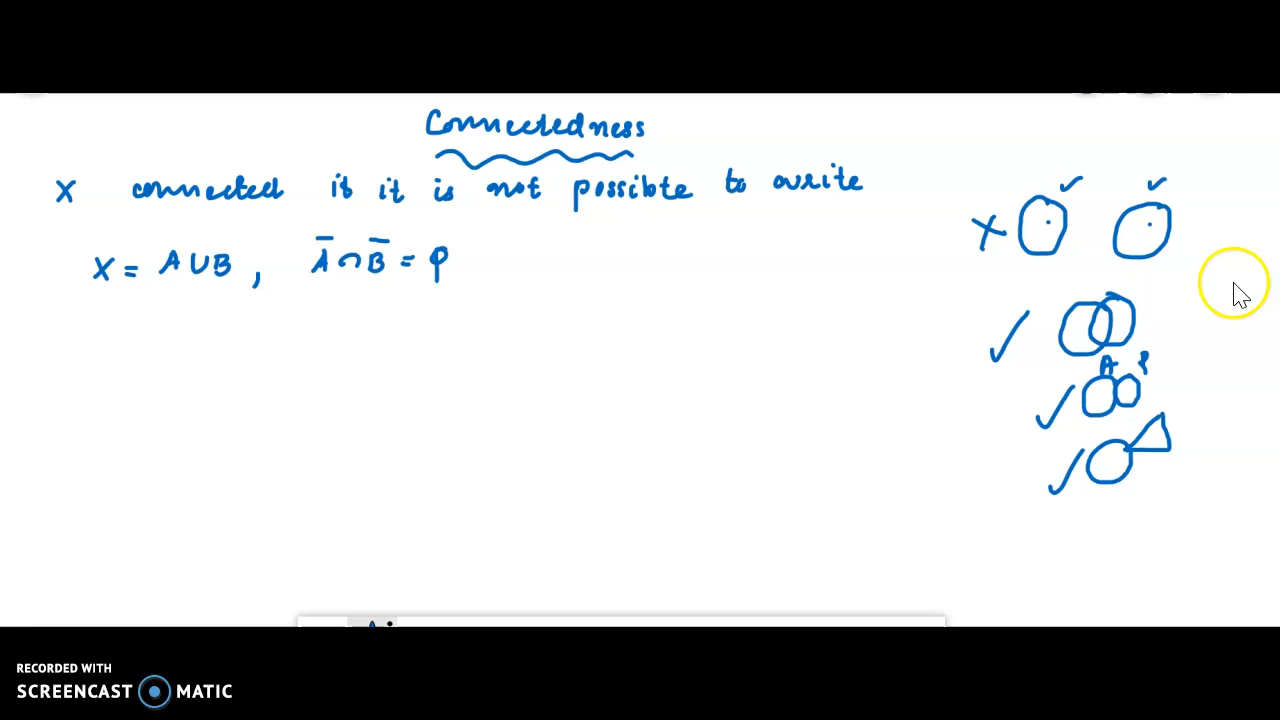 Connectedness
X connected if it is not possible to write
X = A ∪ B, A̅ ∩ B̅ = φ
A
RECORDED WITH
SCREENCAST MATIC